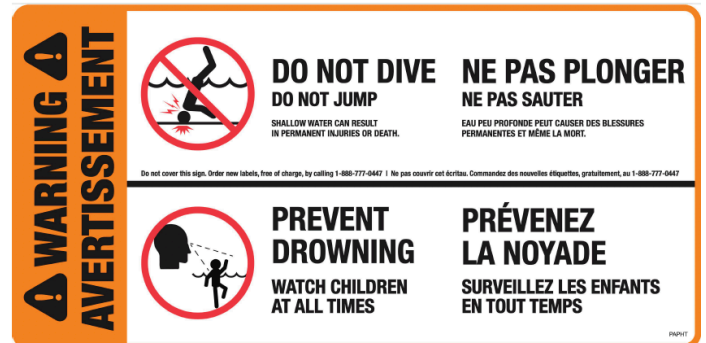 WARNING
AVERTISSEMENT
DO NOT DIVE
DO NOT JUMP
SHALLOW WATER CAN RESULT
IN PERMANENT INJURIES OR DEATH.
NE PAS PLONGER
NE PAS SAUTER
EAU PEU PROFONDE PEUT CAUSER DES BLESSURES
PERMANENTES ET MÊME LA MORT.
Do not cover this sign. Order new labels, free of charge, by calling 1-888-777-0447 | Ne pas couvrir cet écritau. Commandez des nouvelles étiquettes, gratuitement, au 1-888-777-0447
PREVENT
DROWNING
WATCH CHILDREN
AT ALL TIMES
PRÉVENEZ
LA NOYADE
SURVEILLEZ LES ENFANTS
EN TOUT TEMPS
PAPHT